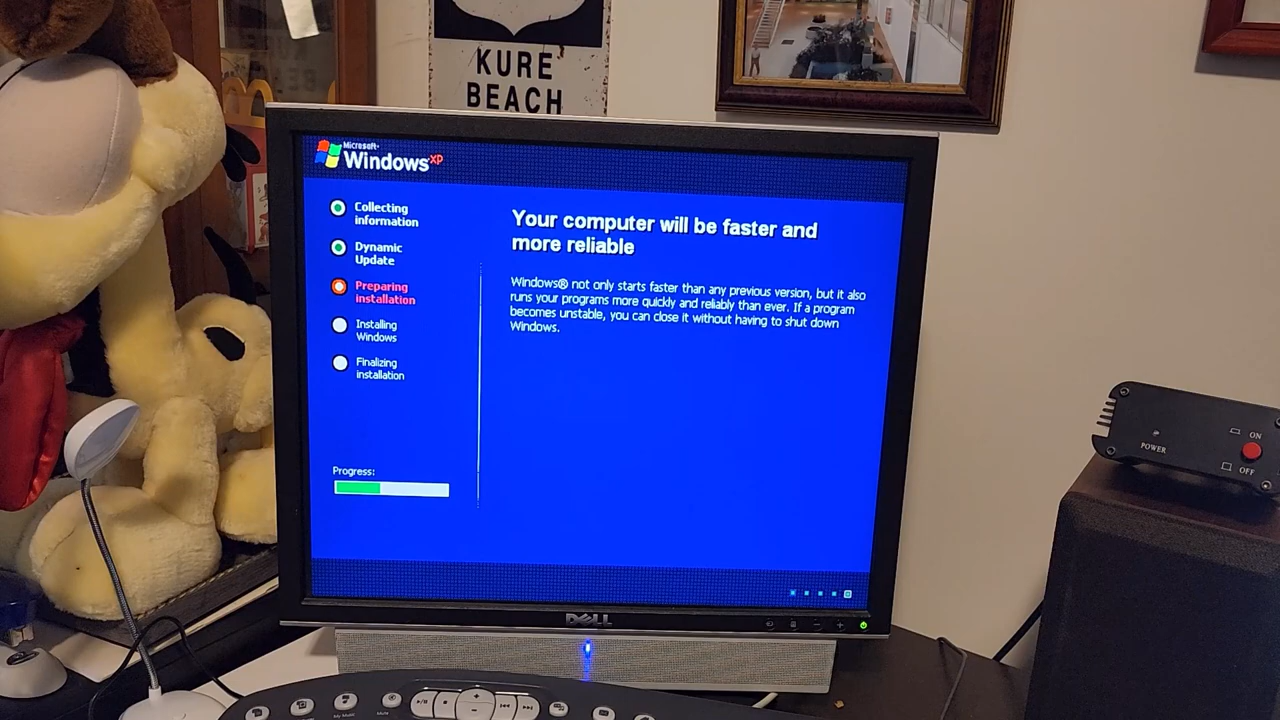 KURE
BEACH
Microsoft
Windows xp
Collecting
information
Dynamic
Update
Preparing
installation
Installing
Windows
Finalizing
installation
Progress:
Your computer will be faster and
more reliable
Windows® not only starts faster than any previous version, but it also
runs your programs more quickly and reliably than ever. If a program
becomes unstable, you can close it without having to shut down
Windows.
DELL
POWER
ON
OFF